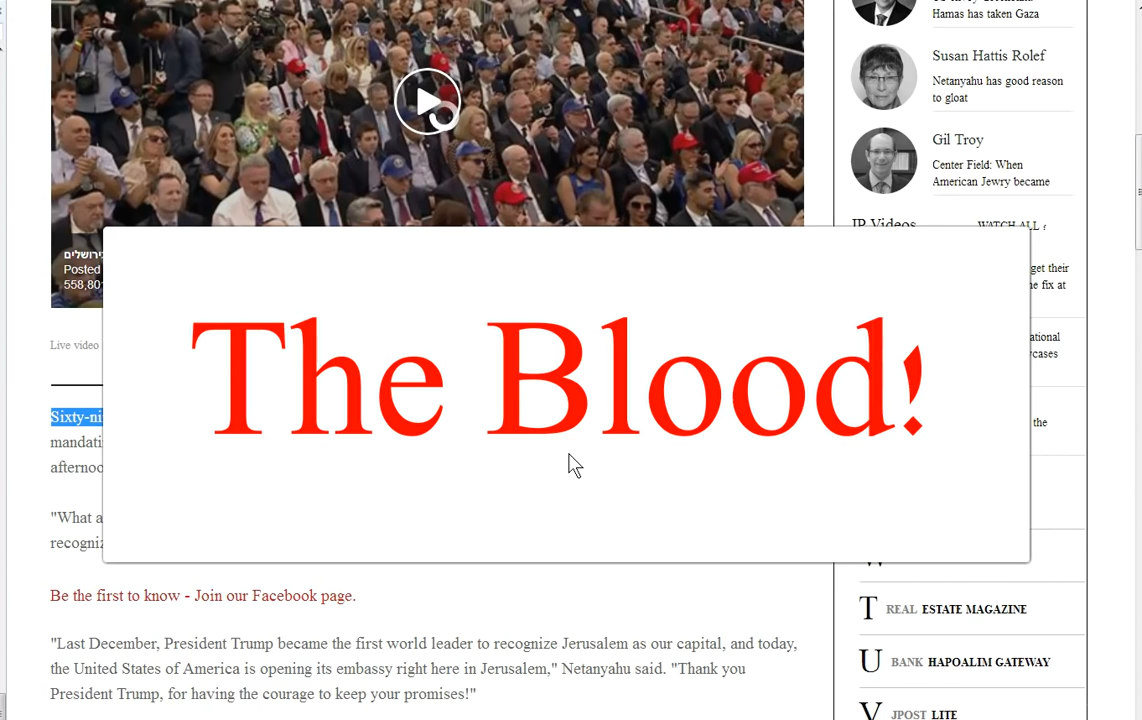 Hamas has taken Gaza
Susan Hattis Rolef
Netanyahu has good reason
to gloat
Gil Troy
Center Field: When
American Jewry became
JP Videos
WATCH ALL
ירושלים
Posted
558,80
get their
e fix at
Live video
ational
cases
The Blood!
Sixty-ni
the
mandati
afternoo
"What a
recogniz
Be the first to know - Join our Facebook page.
T REAL ESTATE MAGAZINE
"Last December, President Trump became the first world leader to recognize Jerusalem as our capital, and today,
the United States of America is opening its embassy right here in Jerusalem," Netanyahu said. "Thank you
President Trump, for having the courage to keep your promises!"
U BANK HAPOALIM GATEWAY
V JPOST LITE